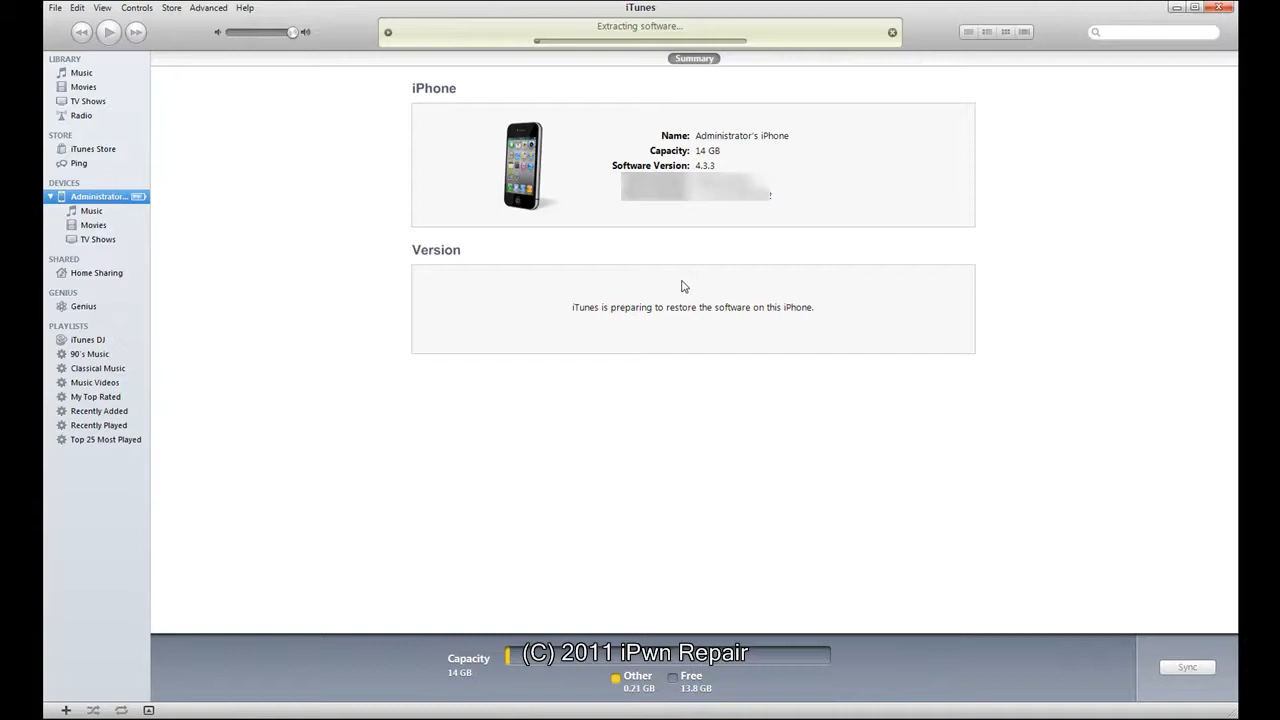 File Edit View Controls Store Advanced Help
iTunes
Extracting software...
LIBRARY
Music
Movies
TV Shows
Radio
STORE
iTunes Store
Ping
DEVICES
Administrator...
Music
Movies
TV Shows
SHARED
Home Sharing
GENIUS
Genius
PLAYLISTS
iTunes DJ
90's Music
Classical Music
Music Videos
My Top Rated
Recently Added
Recently Played
Top 25 Most Played
Summary
iPhone
Name: Administrator's iPhone
Capacity: 14 GB
Software Version: 4.3.3
Version
iTunes is preparing to restore the software on this iPhone.
(C) 2011 iPwn Repair
Capacity
14 GB
Other
0.21 GB
Free
13.8 GB
Sync